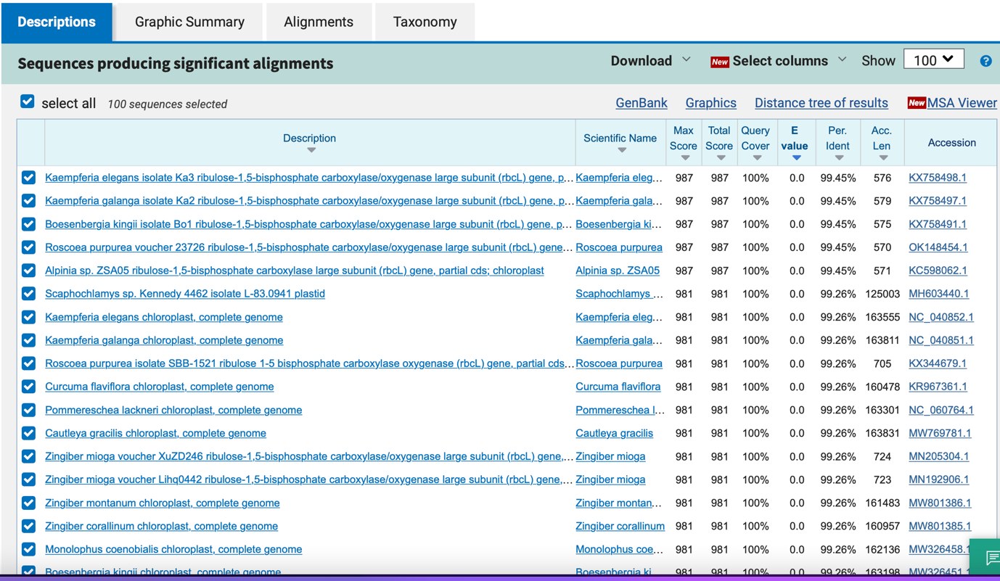 Descriptions Graphic Summary Alignments Taxonomy
Sequences producing significant alignments Download New Select columns Show 100 ?
select all 100 sequences selected GenBank Graphics Distance tree of results New MSA Viewer
Description Scientific Name Max Score Total Score Query Cover E value Per. Ident Acc. Len Accession
Kaempferia elegans isolate Ka3 ribulose-1,5-bisphosphate carboxylase/oxygenase large subunit (rbcL) gene, p... Kaempferia eleg... 987 987 100% 0.0 99.45% 576 KX758498.1
Kaempferia galanga isolate Ka2 ribulose-1,5-bisphosphate carboxylase/oxygenase large subunit (rbcL) gene, p... Kaempferia gala... 987 987 100% 0.0 99.45% 579 KX758497.1
Boesenbergia kingii isolate Bo1 ribulose-1,5-bisphosphate carboxylase/oxygenase large subunit (rbcL) gene, p... Boesenbergia ki... 987 987 100% 0.0 99.45% 575 KX758491.1
Roscoea purpurea voucher 23726 ribulose-1,5-bisphosphate carboxylase/oxygenase large subunit (rbcL) gene... Roscoea purpurea 987 987 100% 0.0 99.45% 570 OK148454.1
Alpinia sp. ZSA05 ribulose-1,5-bisphosphate carboxylase large subunit (rbcL) gene, partial cds; chloroplast Alpinia sp. ZSA05 987 987 100% 0.0 99.45% 571 KC598062.1
Scaphochlamys sp. Kennedy 4462 isolate L-83.0941 plastid Scaphochlamys ... 981 981 100% 0.0 99.26% 125003 MH603440.1
Kaempferia elegans chloroplast, complete genome Kaempferia eleg... 981 981 100% 0.0 99.26% 163555 NC_040852.1
Kaempferia galanga chloroplast, complete genome Kaempferia gala... 981 981 100% 0.0 99.26% 163811 NC_040851.1
Roscoea purpurea isolate SBB-1521 ribulose 1-5 bisphosphate carboxylase oxygenase (rbcL) gene, partial cds... Roscoea purpurea 981 981 100% 0.0 99.26% 705 KX344679.1
Curcuma flaviflora chloroplast, complete genome Curcuma flaviflora 981 981 100% 0.0 99.26% 160478 KR967361.1
Pommereschea lackneri chloroplast, complete genome Pommereschea l... 981 981 100% 0.0 99.26% 163301 NC_060764.1
Cautleya gracilis chloroplast, complete genome Cautleya gracilis 981 981 100% 0.0 99.26% 163831 MW769781.1
Zingiber mioga voucher XuZD246 ribulose-1,5-bisphosphate carboxylase/oxygenase large subunit (rbcL) gene,... Zingiber mioga 981 981 100% 0.0 99.26% 724 MN205304.1
Zingiber mioga voucher Lihq0442 ribulose-1,5-bisphosphate carboxylase/oxygenase large subunit (rbcL) gene,... Zingiber mioga 981 981 100% 0.0 99.26% 723 MN192906.1
Zingiber montanum chloroplast, complete genome Zingiber montan... 981 981 100% 0.0 99.26% 161483 MW801386.1
Zingiber corallinum chloroplast, complete genome Zingiber corallinum 981 981 100% 0.0 99.26% 160957 MW801385.1
Monolophus coenobialis chloroplast, complete genome Monolophus coe... 981 981 100% 0.0 99.26% 162136 MW326458.1
Boesenbergia kingii chloroplast, complete genome Boesenbergia ki... 981 981 100% 0.0 99.26% 163198 MW326451.1